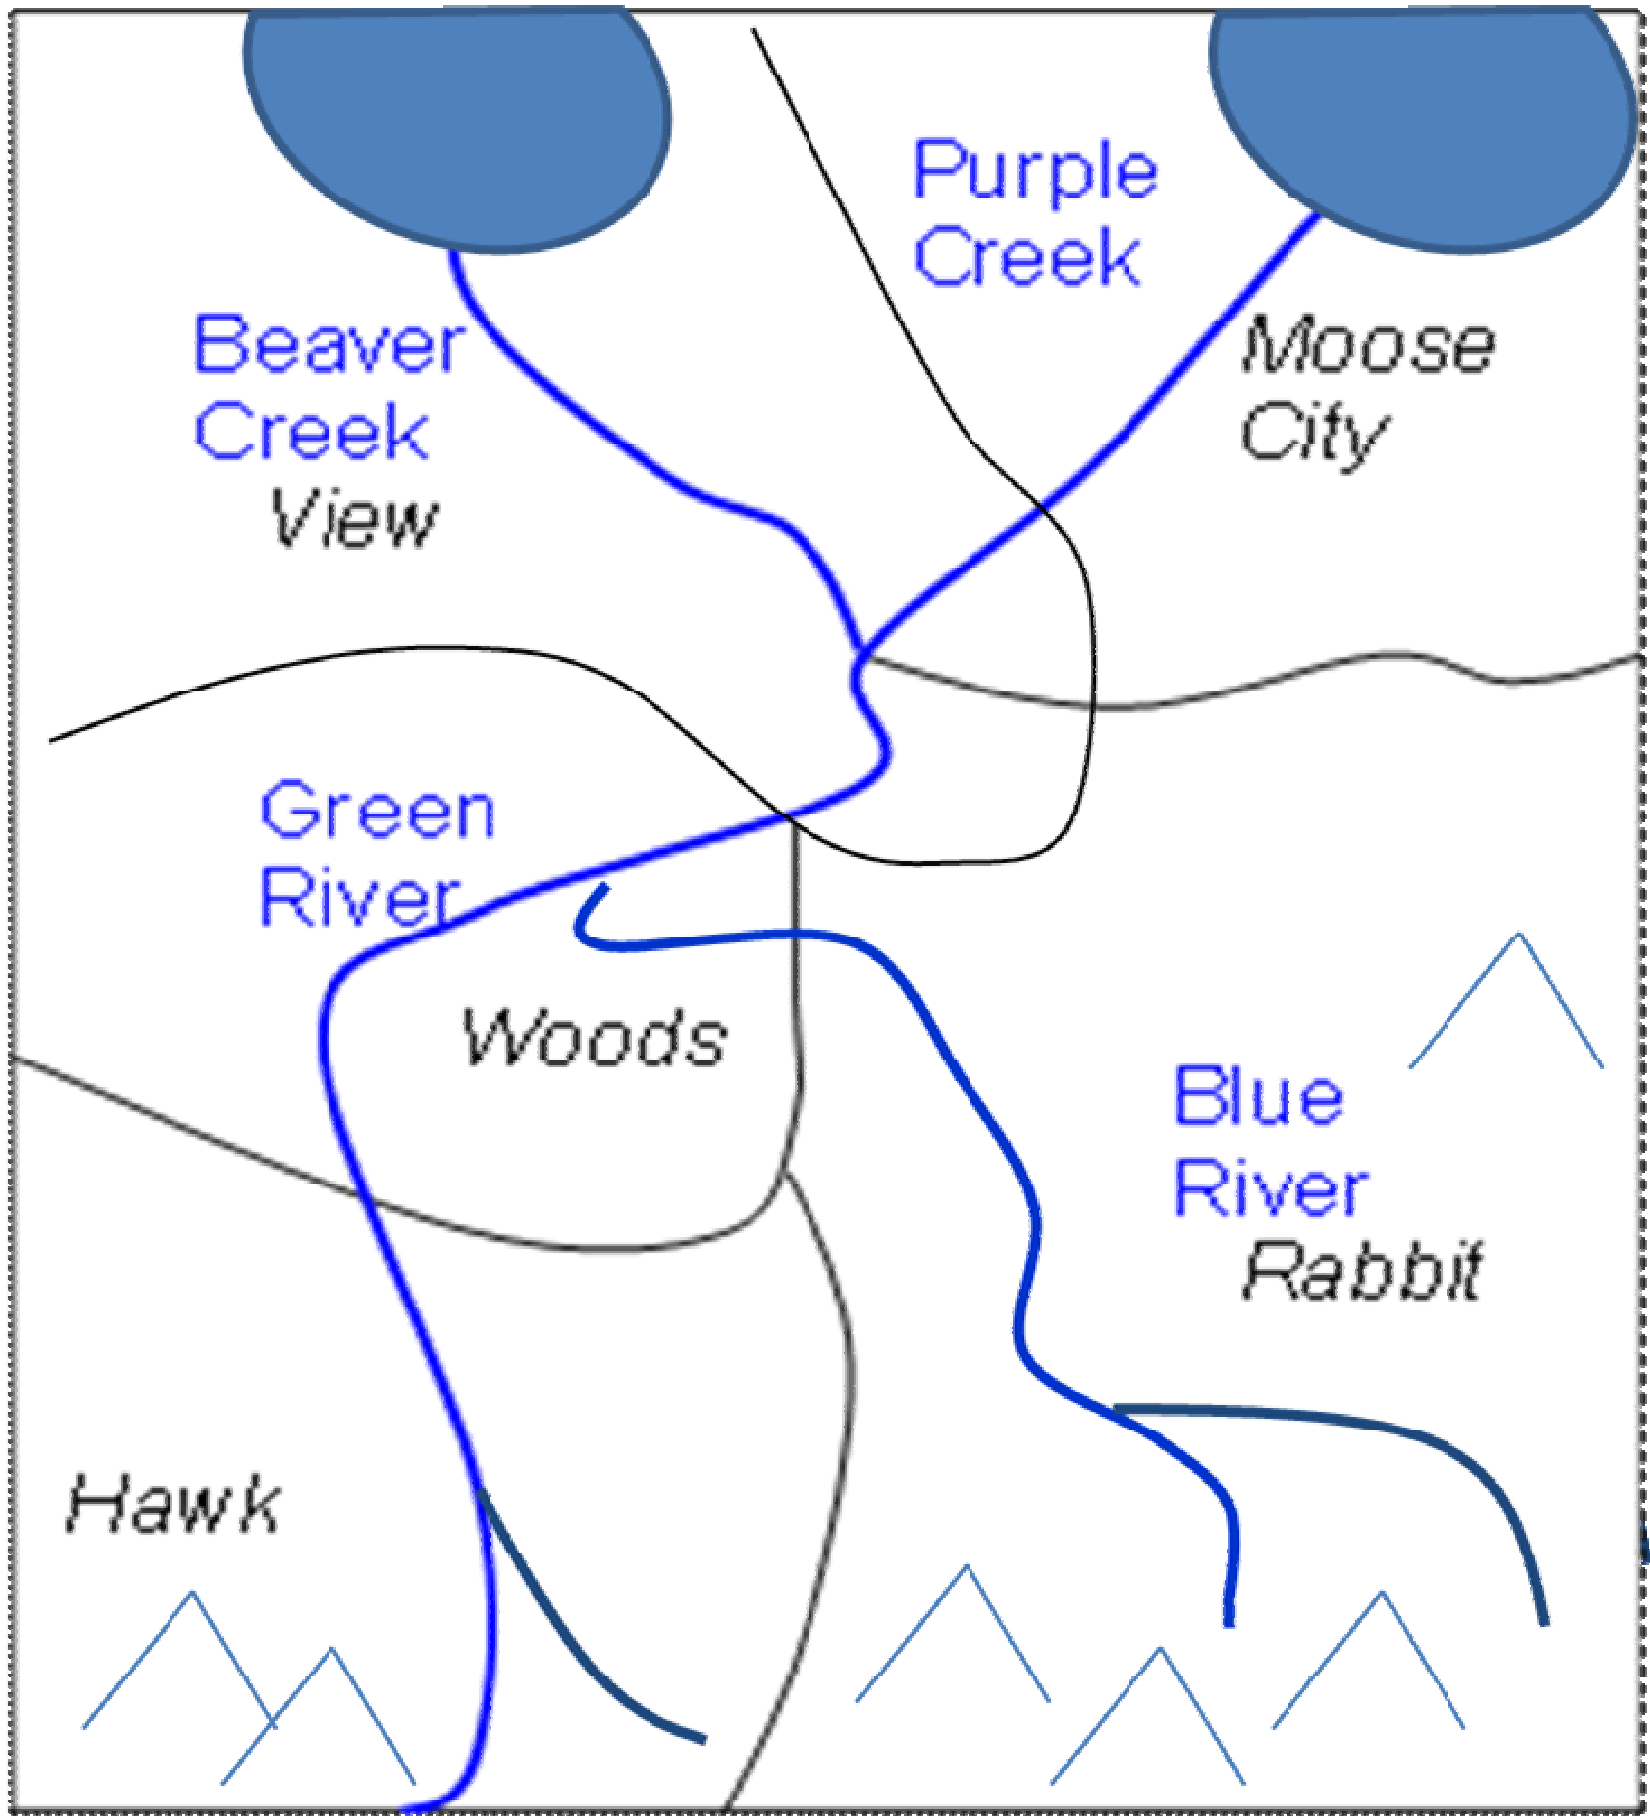 Purple
Creek
Beaver
Creek
View
Moose
City
Green
River
Woods
Blue
River
Rabbit
Hawk